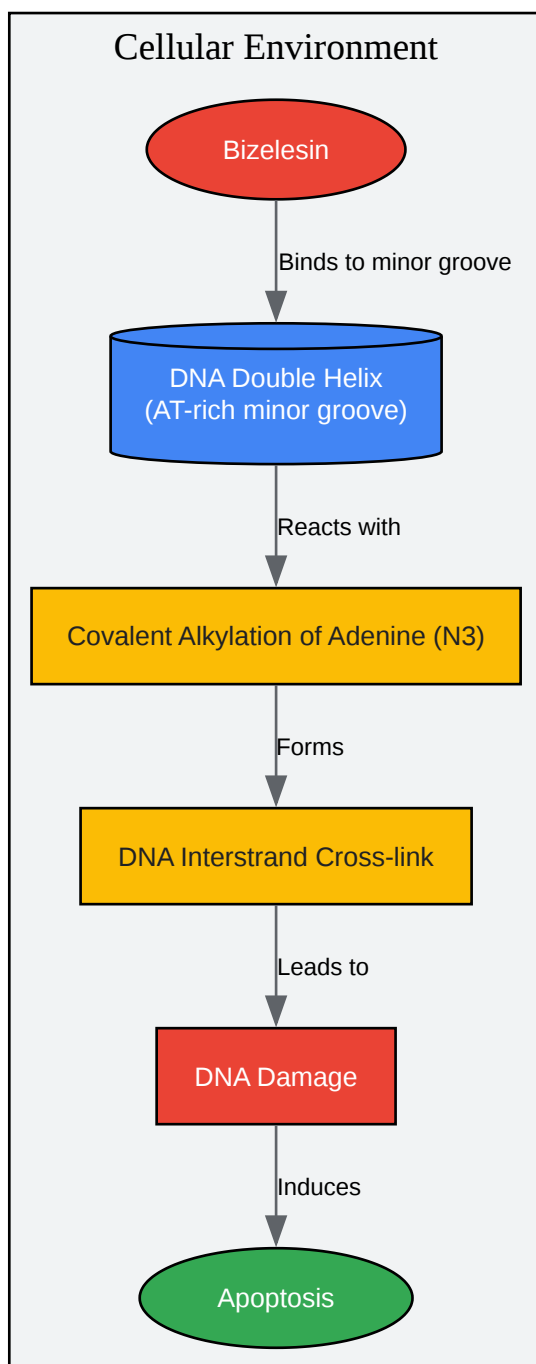 Cellular Environment
Bizelesin
Binds to minor groove
DNA Double Helix
(AT-rich minor groove)
Reacts with
Covalent Alkylation of Adenine (N3)
Forms
DNA Interstrand Cross-link
Leads to
DNA Damage
Induces
Apoptosis